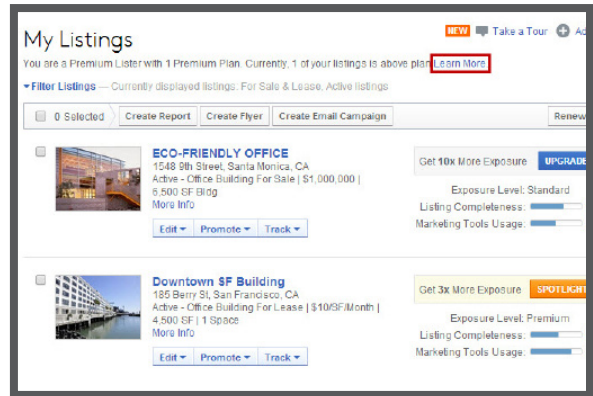 My Listings
NEW Take a Tour
You are a Premium Lister with 1 Premium Plan. Currently, 1 of your listings is above plan Learn More
Filter Listings — Currently displayed listings: For Sale & Lease, Active listings
0 Selected Create Report Create Flyer Create Email Campaign Renew
ECO-FRIENDLY OFFICE
1548 9th Street, Santa Monica, CA
Active - Office Building For Sale | $1,000,000 |
6,500 SF Bldg
More Info
Edit Promote Track
Get 10x More Exposure UPGRADE
Exposure Level: Standard
Listing Completeness:
Marketing Tools Usage:
Downtown SF Building
185 Berry St, San Francisco, CA
Active - Office Building For Lease | $10/SF/Month |
4,500 SF | 1 Space
More Info
Edit Promote Track
Get 3x More Exposure SPOTLIGHT
Exposure Level: Premium
Listing Completeness:
Marketing Tools Usage: